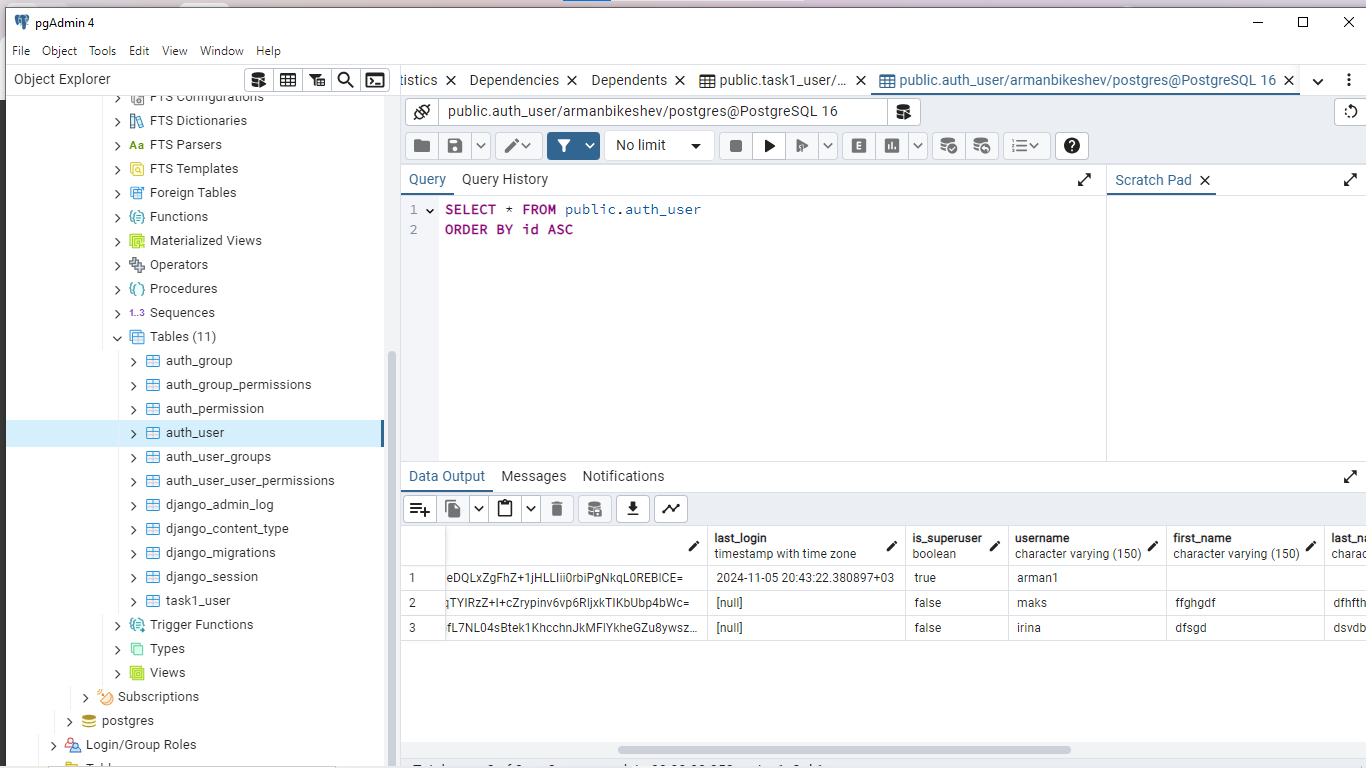 pgAdmin 4
File Object Tools Edit View Window Help
Object Explorer
FTS Configurations
FTS Dictionaries
Aa FTS Parsers
FTS Templates
Foreign Tables
Functions
Materialized Views
Operators
Procedures
1..3 Sequences
Tables (11)
auth_group
auth_group_permissions
auth_permission
auth_user
auth_user_groups
auth_user_user_permissions
django_admin_log
django_content_type
django_migrations
django_session
task1_user
Trigger Functions
Types
Views
Subscriptions
postgres
Login/Group Roles
tistics Dependencies Dependents public.task1_user/... public.auth_user/armanbikeshev/postgres@PostgreSQL 16
public.auth_user/armanbikeshev/postgres@PostgreSQL 16
No limit E
Query Query History Scratch Pad
1 SELECT * FROM public.auth_user
2 ORDER BY id ASC
Data Output Messages Notifications
last_login is_superuser username first_name last_na
timestamp with time zone boolean character varying (150) character varying (150) charac
1 2024-11-05 20:43:22.380897+03 true arman1
2 [null] false maks ffghgdf dfhfth
3 [null] false irina dfsgd dsvdb